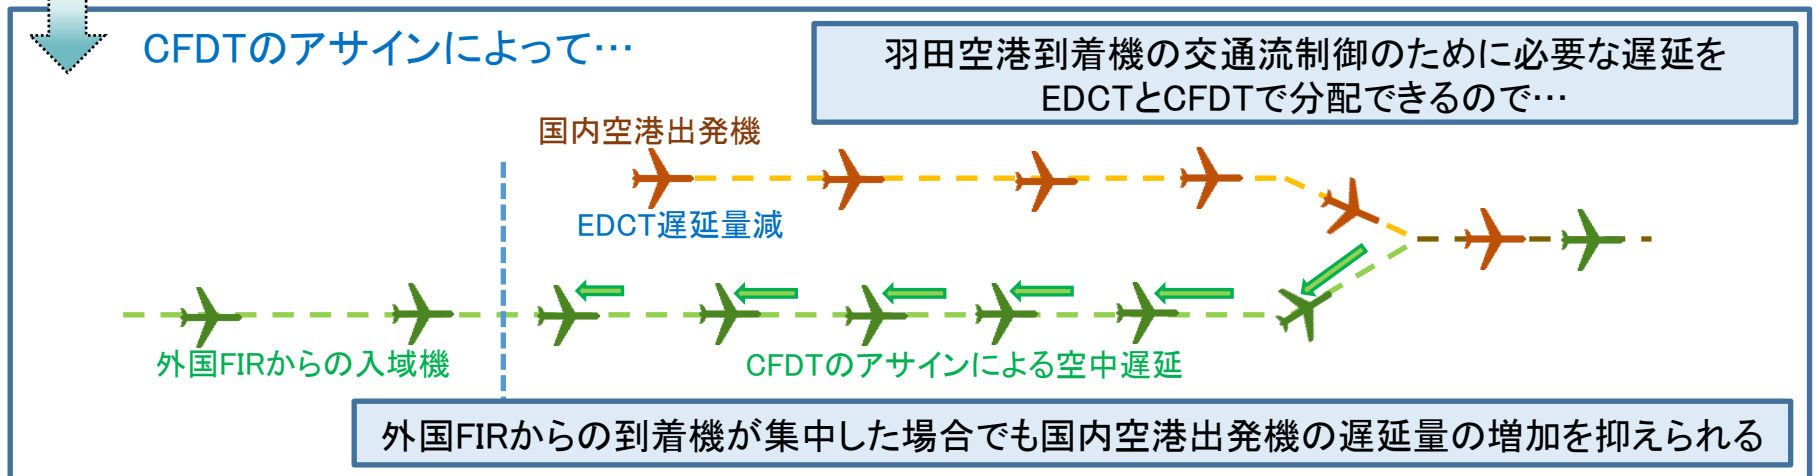 CFDTのアサインによって…
羽田空港到着機の交通流制御のために必要な遅延を
EDCTとCFDTで分配できるので…
国内空港出発機
EDCT遅延量減
外国FIRからの入域機
CFDTのアサインによる空中遅延
外国FIRからの到着機が集中した場合でも国内空港出発機の遅延量の増加を抑えられる